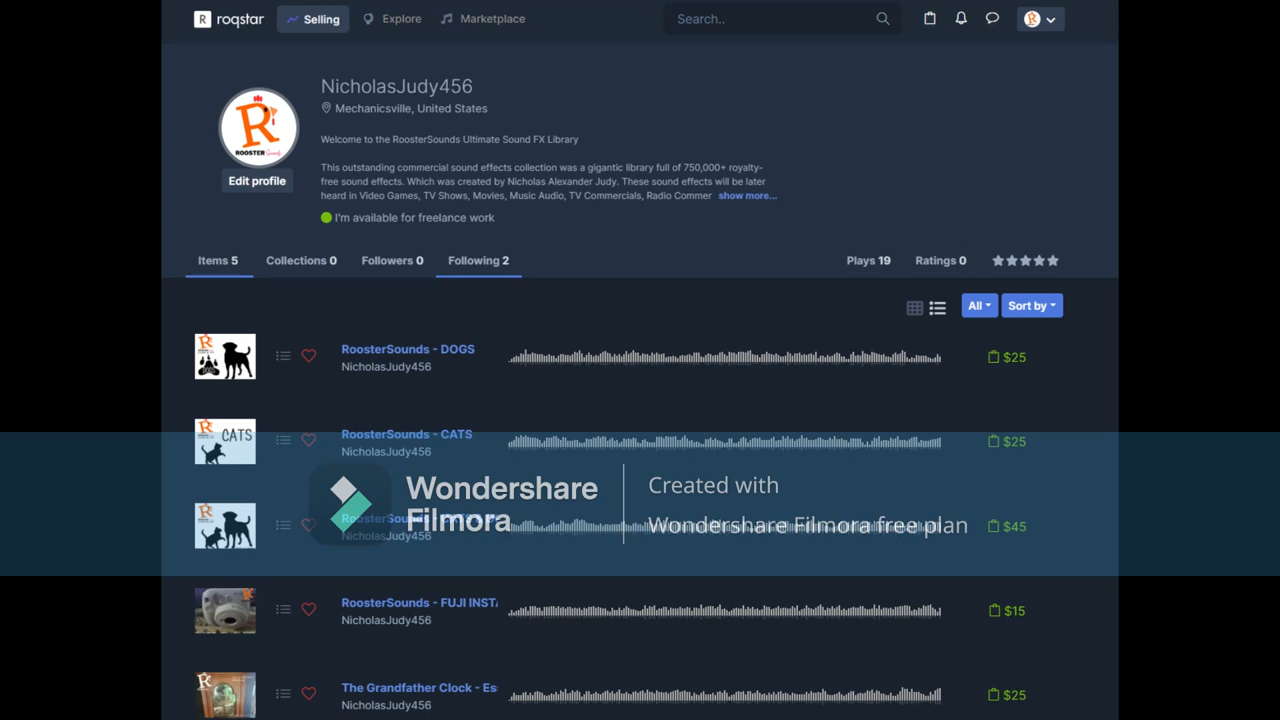 R roqstar Selling Explore Marketplace Search..
NicholasJudy456
Mechanicsville, United States
Welcome to the RoosterSounds Ultimate Sound FX Library
This outstanding commercial sound effects collection was a gigantic library full of 750,000+ royalty-
free sound effects. Which was created by Nicholas Alexander Judy. These sound effects will be later
heard in Video Games, TV Shows, Movies, Music Audio, TV Commercials, Radio Commer show more...
R
ROOSTER Sounds
Edit profile
I'm available for freelance work
Items 5 Collections 0 Followers 0 Following 2 Plays 19 Ratings 0
All Sort by
RoosterSounds - DOGS
NicholasJudy456
$25
CATS
RoosterSounds - CATS
NicholasJudy456
$25
Wondershare
Filmora
Created with
Wondershare Filmora free plan
NicholasJudy456
$45
RoosterSounds - FUJI INST
NicholasJudy456
$15
The Grandfather Clock - Es
NicholasJudy456
$25